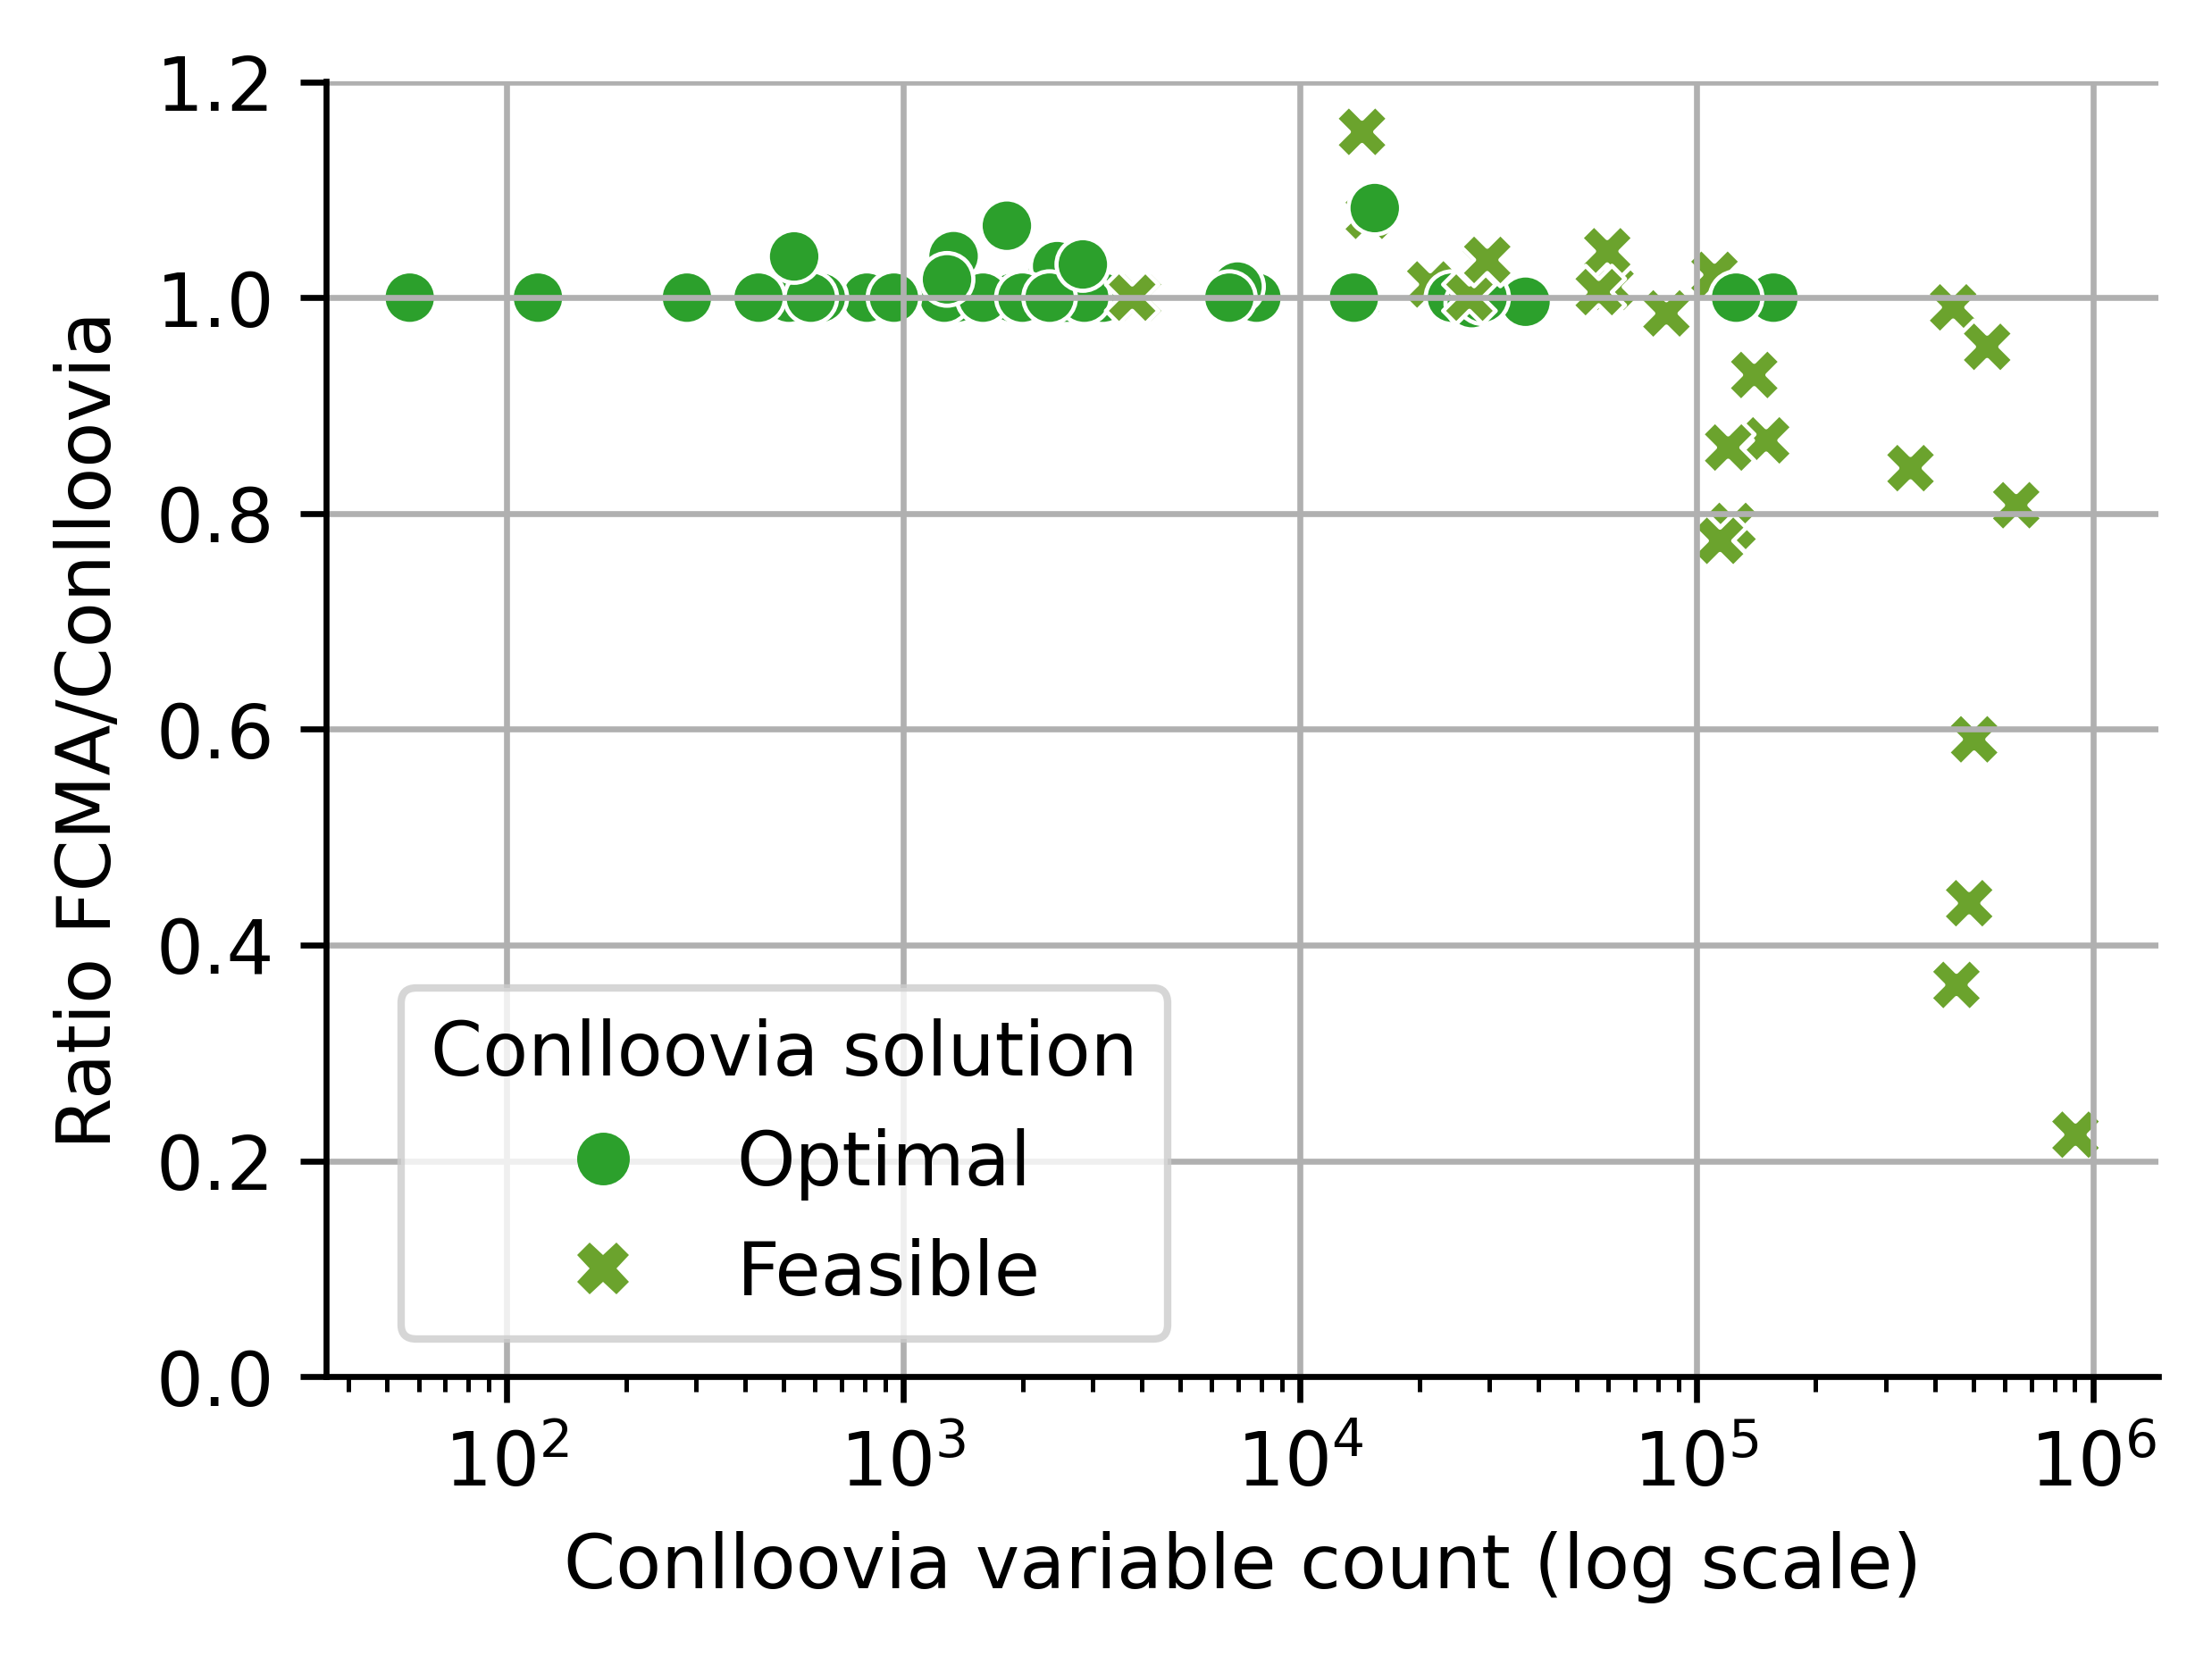 Ratio FCMA/Conlloovia
1.2
1.0
0.8
0.6
0.4
0.2
0.0
Conlloovia solution
Optimal
Feasible
10² 10³ 10⁴ 10⁵ 10⁶
Conlloovia variable count (log scale)